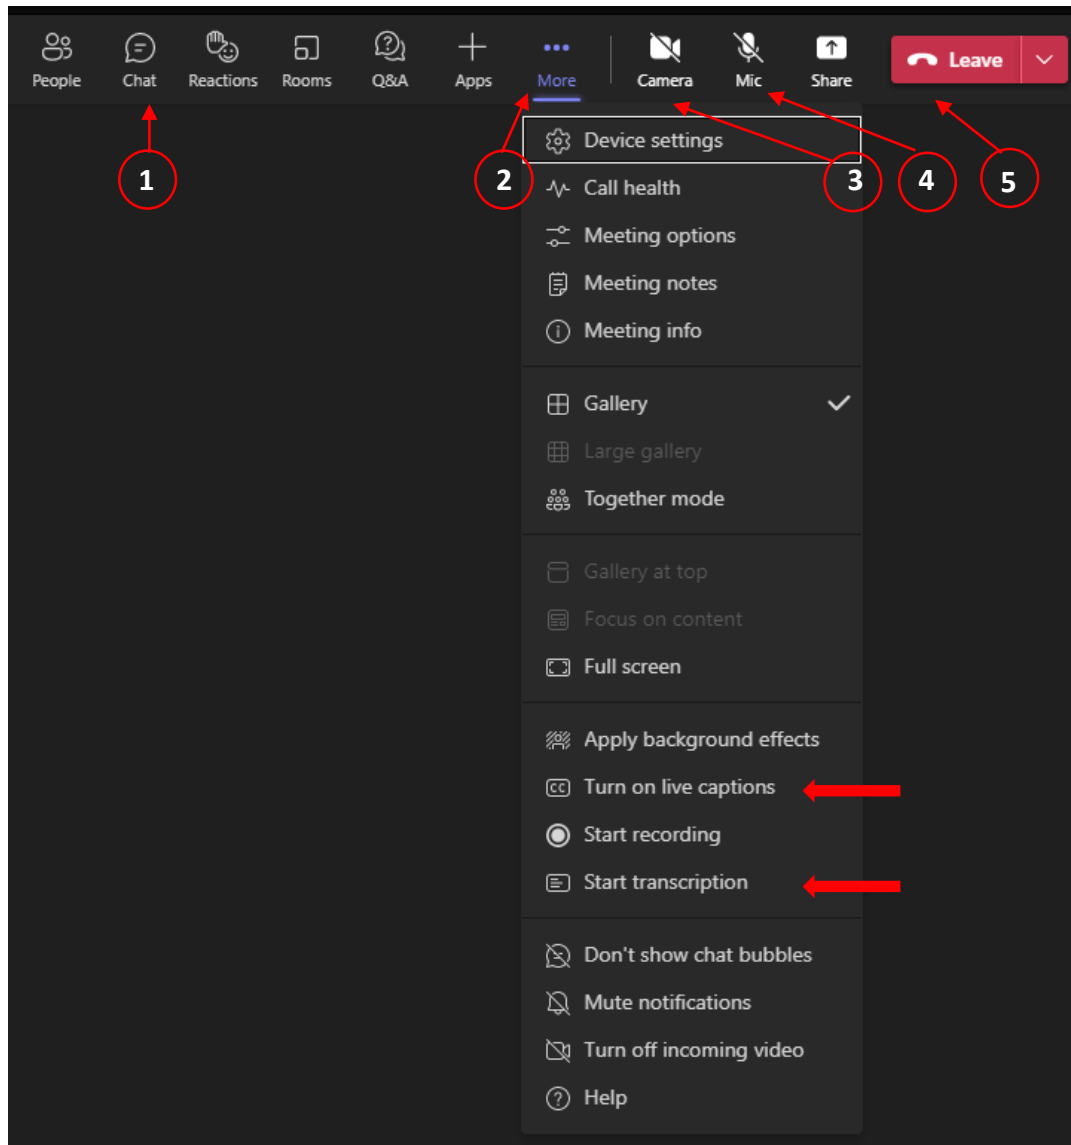 People Chat Reactions Rooms Q&A Apps More Camera Mic Share Leave
1 2 3 4 5
Device settings
Call health
Meeting options
Meeting notes
Meeting info
Gallery
Large gallery
Together mode
Gallery at top
Focus on content
Full screen
Apply background effects
CC Turn on live captions
Start recording
Start transcription
Don't show chat bubbles
Mute notifications
Turn off incoming video
Help